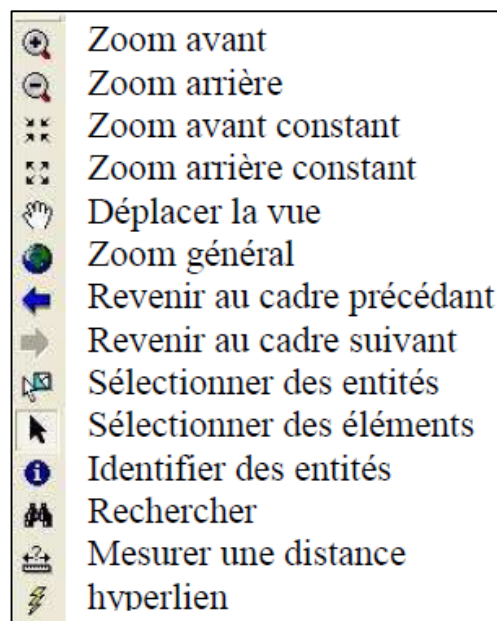 Zoom avant
Zoom arrière
Zoom avant constant
Zoom arrière constant
Déplacer la vue
Zoom général
Revenir au cadre précédant
Revenir au cadre suivant
Sélectionner des entités
Sélectionner des éléments
Identifier des entités
Rechercher
Mesurer une distance
hyperlien